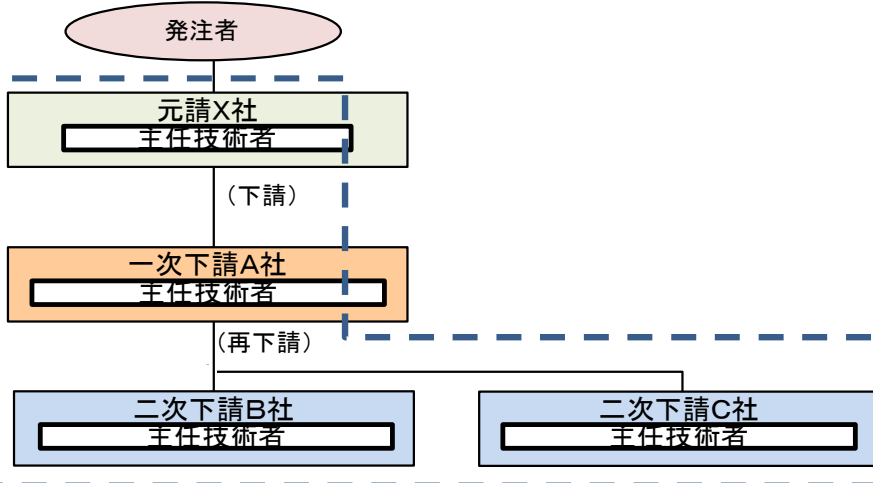 発注者
元請X社
主任技術者
（下請）
一次下請A社
主任技術者
（再下請）
二次下請B社
主任技術者
二次下請C社
主任技術者